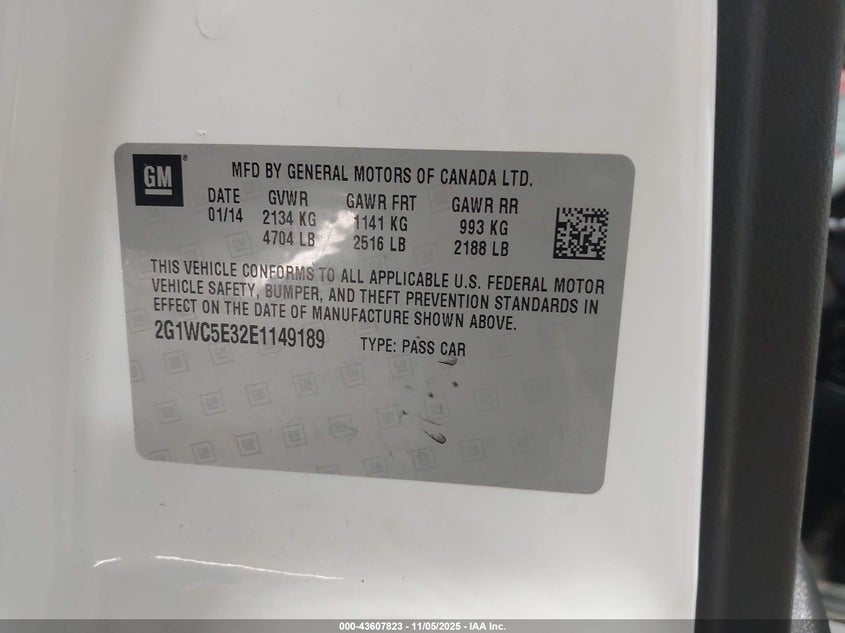 GM
MFD BY GENERAL MOTORS OF CANADA LTD.
DATE GVWR GAWR FRT GAWR RR
01/14 2134 KG 1141 KG 993 KG
4704 LB 2516 LB 2188 LB
THIS VEHICLE CONFORMS TO ALL APPLICABLE U.S. FEDERAL MOTOR
VEHICLE SAFETY, BUMPER, AND THEFT PREVENTION STANDARDS IN
EFFECT ON THE DATE OF MANUFACTURE SHOWN ABOVE.
2G1WC5E32E1149189 TYPE: PASS CAR
000-43607823 - 11/05/2025 - IAA Inc.